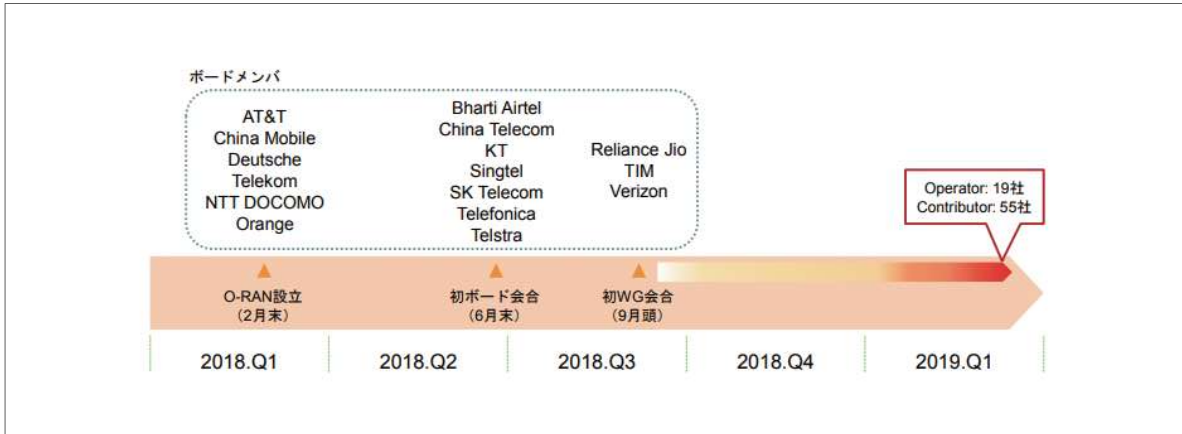 ボードメンバ
AT&T
China Mobile
Deutsche
Telekom
NTT DOCOMO
Orange
Bharti Airtel
China Telecom
KT
Singtel
SK Telecom
Telefonica
Telstra
Reliance Jio
TIM
Verizon
Operator: 19社
Contributor: 55社
O-RAN設立
(2月末)
初ボード会合
(6月末)
初WG会合
(9月頭)
2018.Q1
2018.Q2
2018.Q3
2018.Q4
2019.Q1